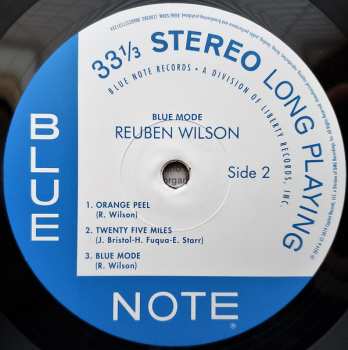 33⅓ STEREO LONG PLAYING
BLUE NOTE RECORDS • A DIVISION OF LIBERTY RECORDS, INC.
BLUE MODE
REUBEN WILSON
Side 2
1. ORANGE PEEL
(R. Wilson)
2. TWENTY FIVE MILES
(J. Bristol-H. Fuqua-E. Starr)
3. BLUE MODE
(R. Wilson)
BLUE
NOTE
®